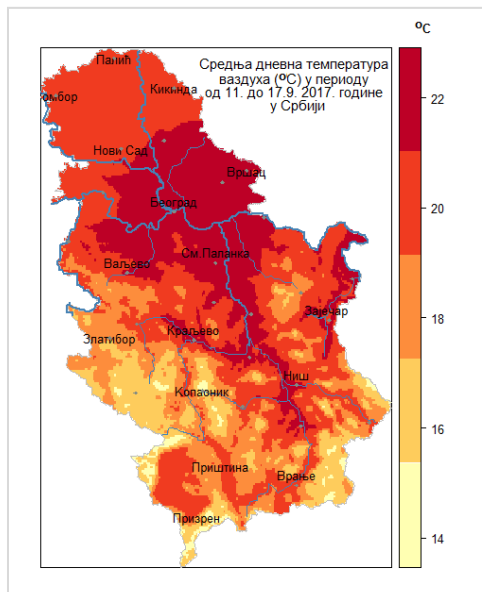 ºC
Средња дневна температура
ваздуха (ºC) у периоду
од 11. до 17.9. 2017. године
у Србији
Палић
Кикинда
омбор
Нови Сад
Вршац
Београд
См.Паланка
Ваљево
Зајечар
Златибор
Краљево
Ниш
Копаоник
Приштина
Врање
Призрен
22
20
18
16
14